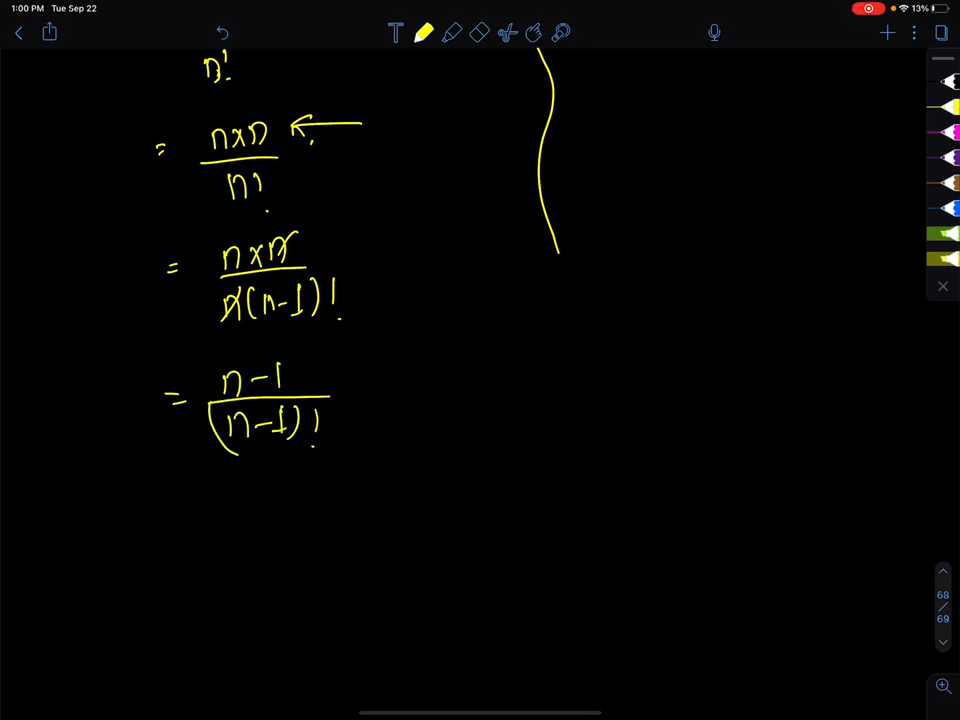 1:00 PM Tue Sep 22
13%
T
n!
= n×n
n!
= n×n
n(n-1)!
= n-1
(n-1)!
68
/
69